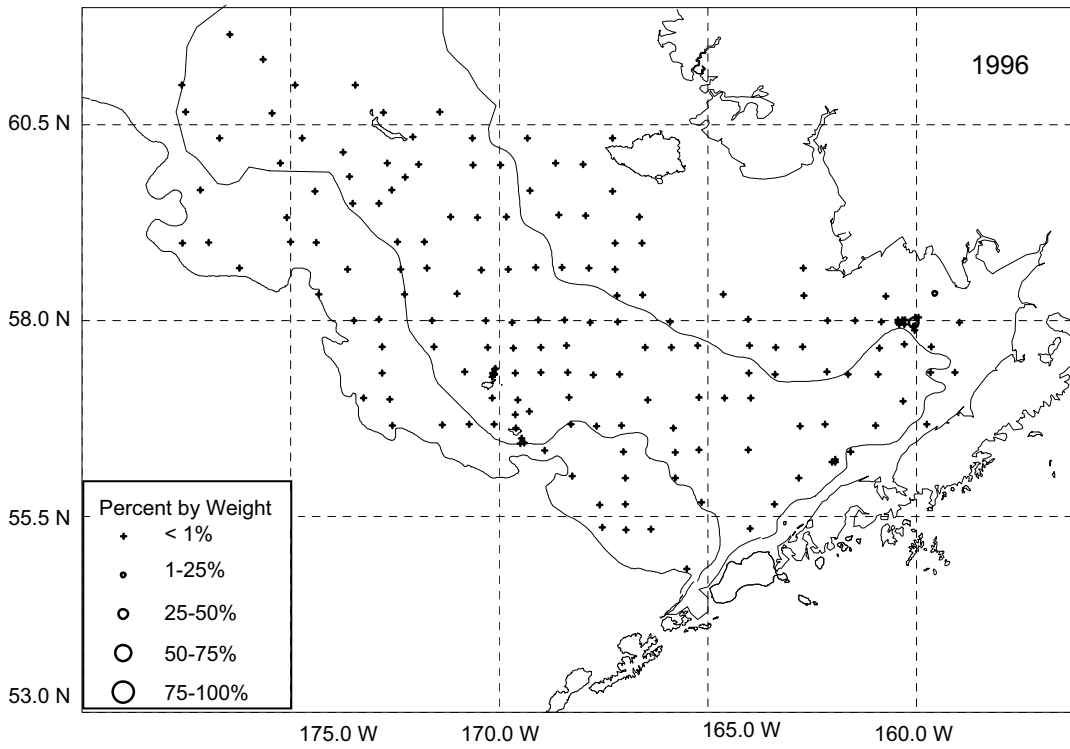 1996
60.5 N
58.0 N
55.5 N
53.0 N
Percent by Weight
< 1%
1-25%
25-50%
50-75%
75-100%
175.0 W
170.0 W
165.0 W
160.0 W